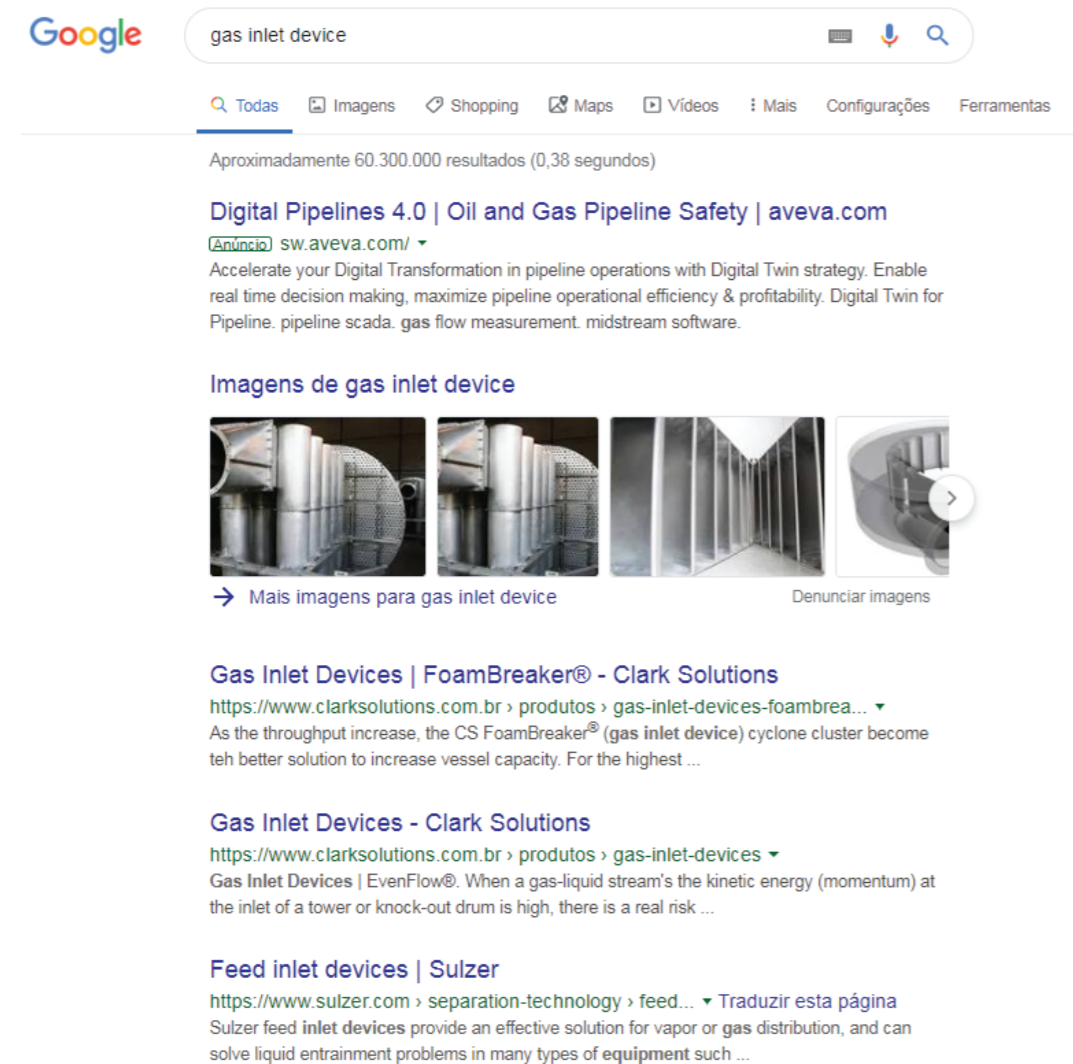 Google
gas inlet device
Todas Imagens Shopping Maps Vídeos Mais Configurações Ferramentas
Aproximadamente 60.300.000 resultados (0,38 segundos)
Digital Pipelines 4.0 | Oil and Gas Pipeline Safety | aveva.com
Anúncio sw.aveva.com/
Accelerate your Digital Transformation in pipeline operations with Digital Twin strategy. Enable
real time decision making, maximize pipeline operational efficiency & profitability. Digital Twin for
Pipeline. pipeline scada. gas flow measurement. midstream software.
Imagens de gas inlet device
Mais imagens para gas inlet device Denunciar imagens
Gas Inlet Devices | FoamBreaker® - Clark Solutions
https://www.clarksolutions.com.br › produtos › gas-inlet-devices-foambrea...
As the throughput increase, the CS FoamBreaker® (gas inlet device) cyclone cluster become
teh better solution to increase vessel capacity. For the highest ...
Gas Inlet Devices - Clark Solutions
https://www.clarksolutions.com.br › produtos › gas-inlet-devices
Gas Inlet Devices | EvenFlow®. When a gas-liquid stream's the kinetic energy (momentum) at
the inlet of a tower or knock-out drum is high, there is a real risk ...
Feed inlet devices | Sulzer
https://www.sulzer.com › separation-technology › feed... Traduzir esta página
Sulzer feed inlet devices provide an effective solution for vapor or gas distribution, and can
solve liquid entrainment problems in many types of equipment such ...